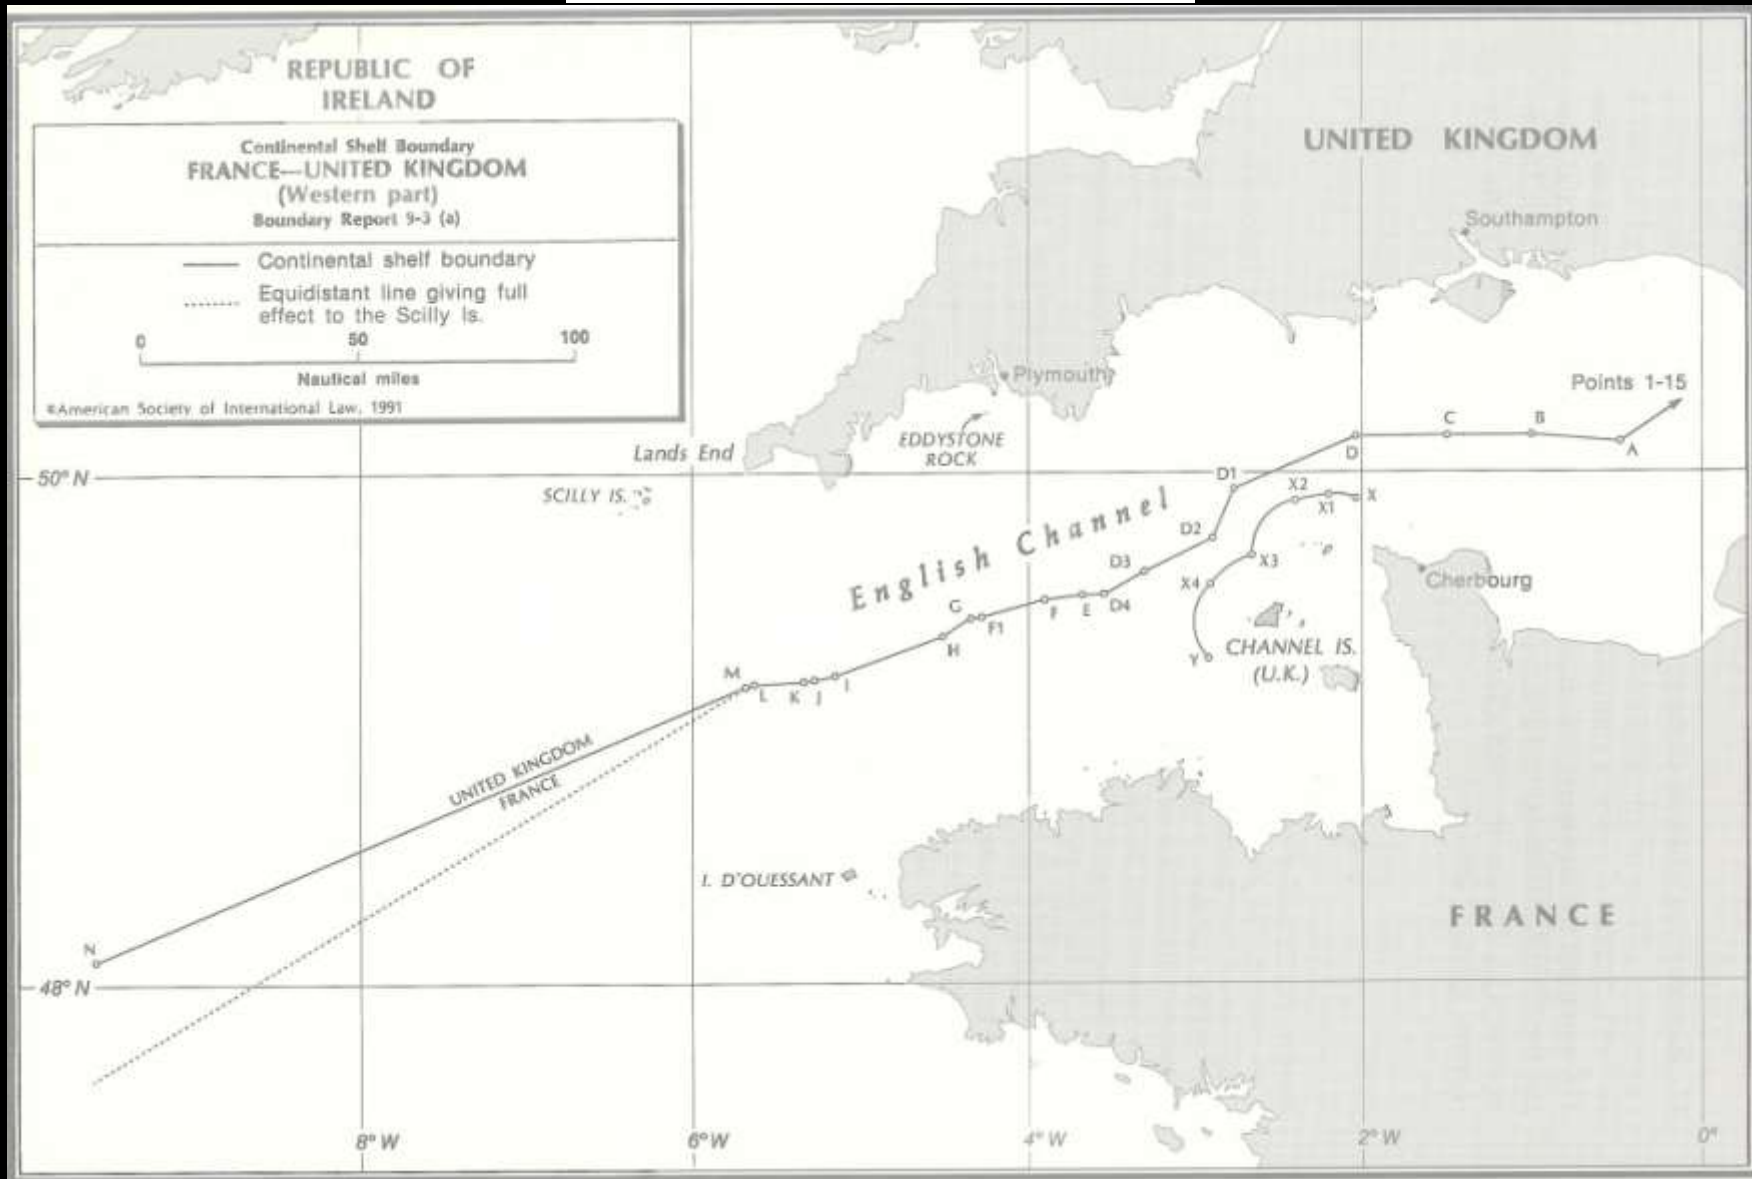 REPUBLIC OF
IRELAND
Continental Shelf Boundary
FRANCE—UNITED KINGDOM
(Western part)
Boundary Report 9-3 (a)
Continental shelf boundary
Equidistant line giving full
effect to the Scilly Is.
0 50 100
Nautical miles
©American Society of International Law, 1991
UNITED KINGDOM
Southampton
Plymouth
Points 1-15
EDDYSTONE
ROCK
Lands End
C B
D A
50° N
SCILLY IS.
D1
X2 X
X1
English Channel
D2
D3
X3
X4
Cherbourg
G
F E D4
F1
H
Y
CHANNEL IS.
(U.K.)
M
L K J I
UNITED KINGDOM
FRANCE
I. D'OUESSANT
FRANCE
N
48° N
8° W 6° W 4° W 2° W 0°